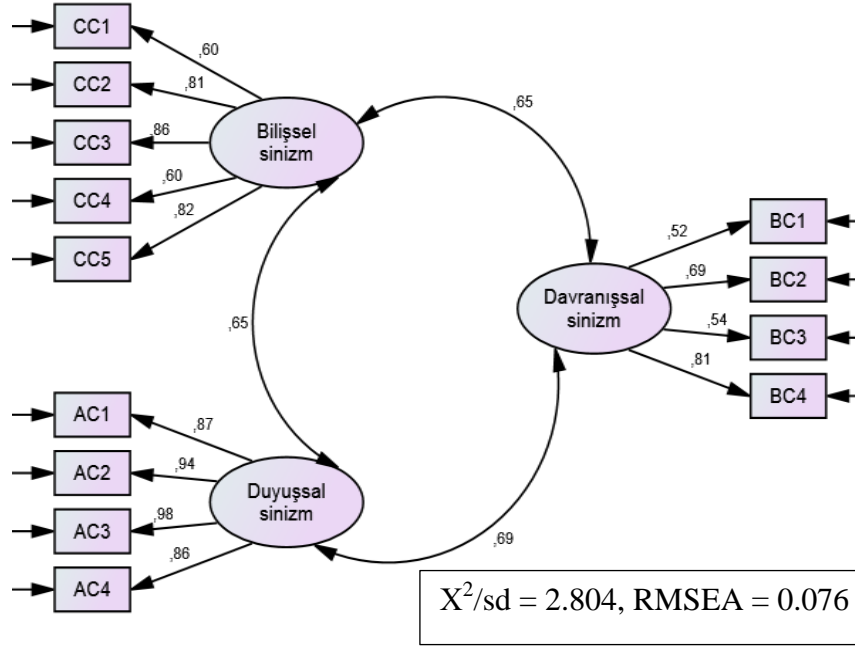 CC1
,60
CC2
,81
CC3
,86
CC4
,60
CC5
,82
Bilişsel
sinizm
,65
BC1
,52
BC2
,69
BC3
,54
BC4
,81
Davranışsal
sinizm
,65
AC1
,87
AC2
,94
AC3
,98
AC4
,86
Duyuşsal
sinizm
,69
X²/sd = 2.804, RMSEA = 0.076